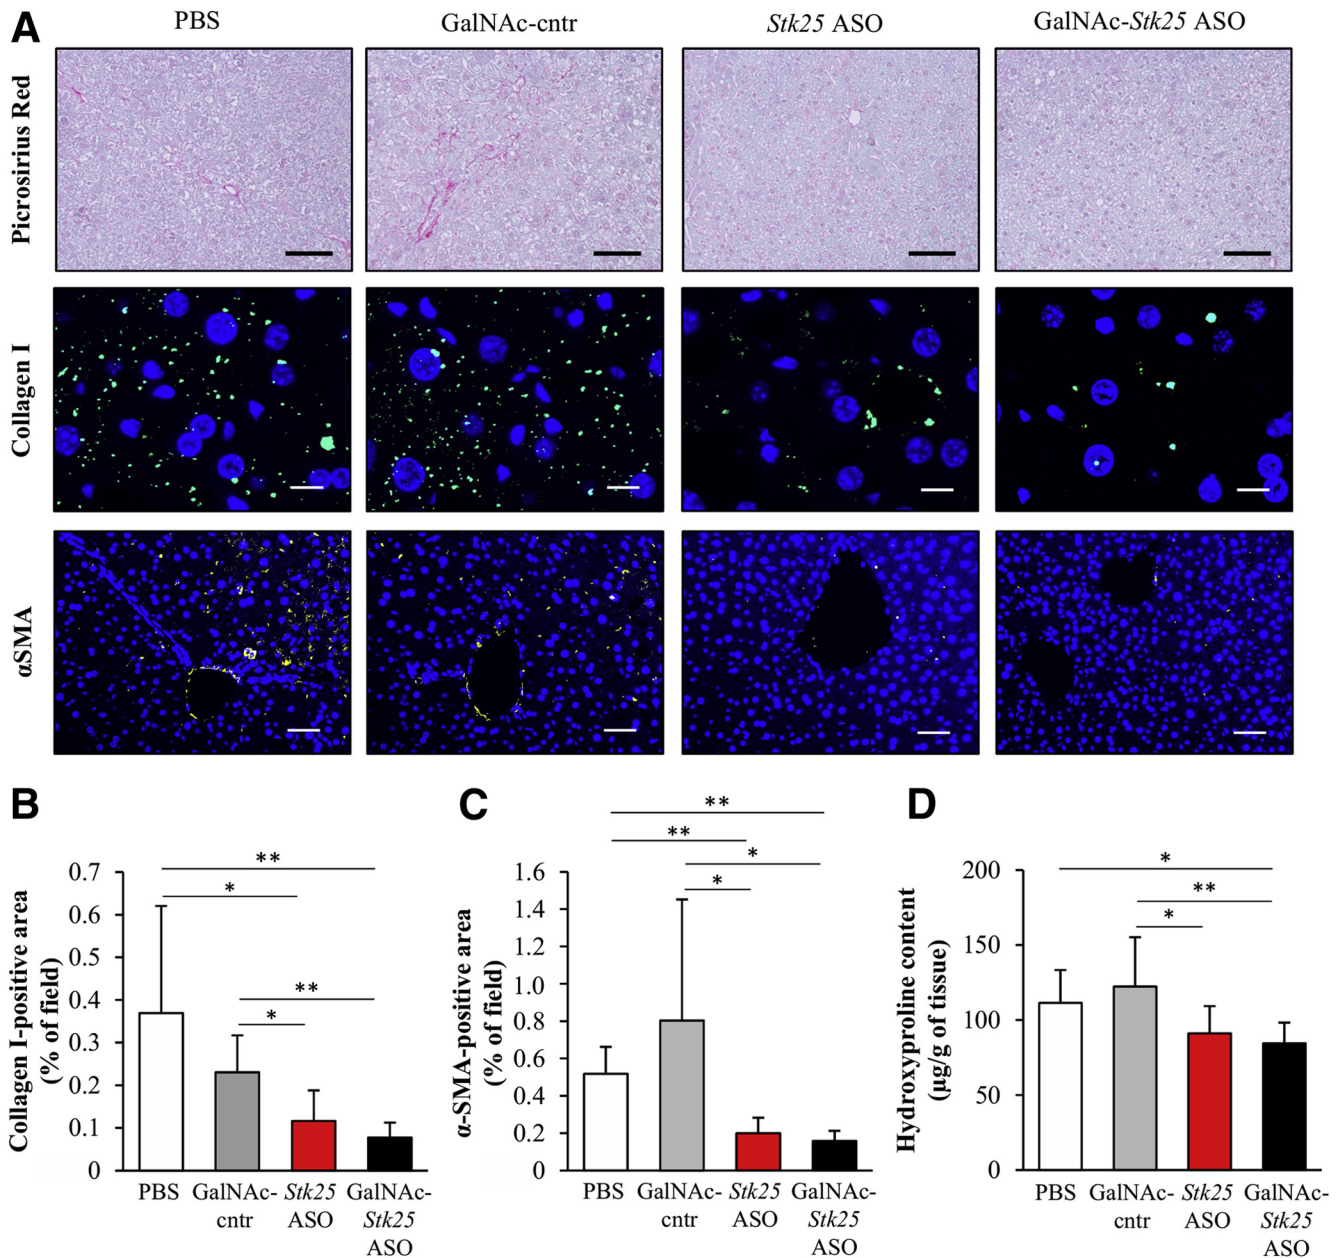 A
PBS
GalNAc-cntr
Stk25 ASO
GalNAc-Stk25 ASO
Picrosirius Red
Collagen I
αSMA
B
Collagen I-positive area
(% of field)
0.7
0.6
0.5
0.4
0.3
0.2
0.1
0
**
*
**
*
PBS
GalNAc-
cntr
Stk25
ASO
GalNAc-
Stk25
ASO
C
α-SMA-positive area
(% of field)
1.6
1.4
1.2
1.0
0.8
0.6
0.4
0.2
0
**
**
*
*
PBS
GalNAc-
cntr
Stk25
ASO
GalNAc-
Stk25
ASO
D
Hydroxyproline content
(µg/g of tissue)
200
150
100
50
0
*
**
*
PBS
GalNAc-
cntr
Stk25
ASO
GalNAc-
Stk25
ASO